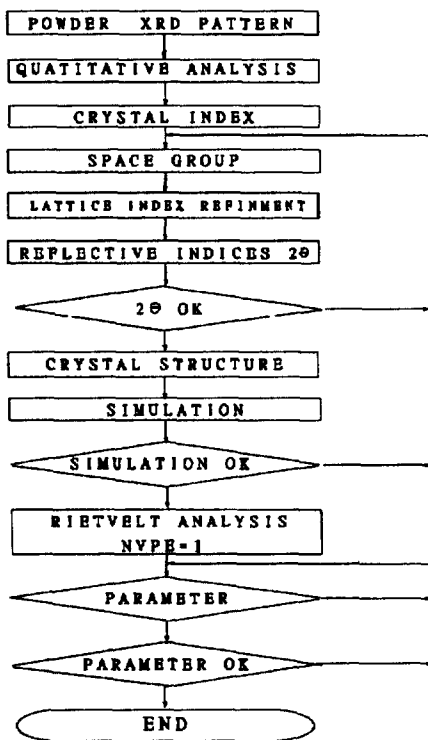 POWDER XRD PATTERN
QUATITATIVE ANALYSIS
CRYSTAL INDEX
SPACE GROUP
LATTICE INDEX REFINMENT
REFLECTIVE INDICES 2θ
2θ OK
CRYSTAL STRUCTURE
SIMULATION
SIMULATION OK
RIETVELT ANALYSIS
NVPE=1
PARAMETER
PARAMETER OK
END